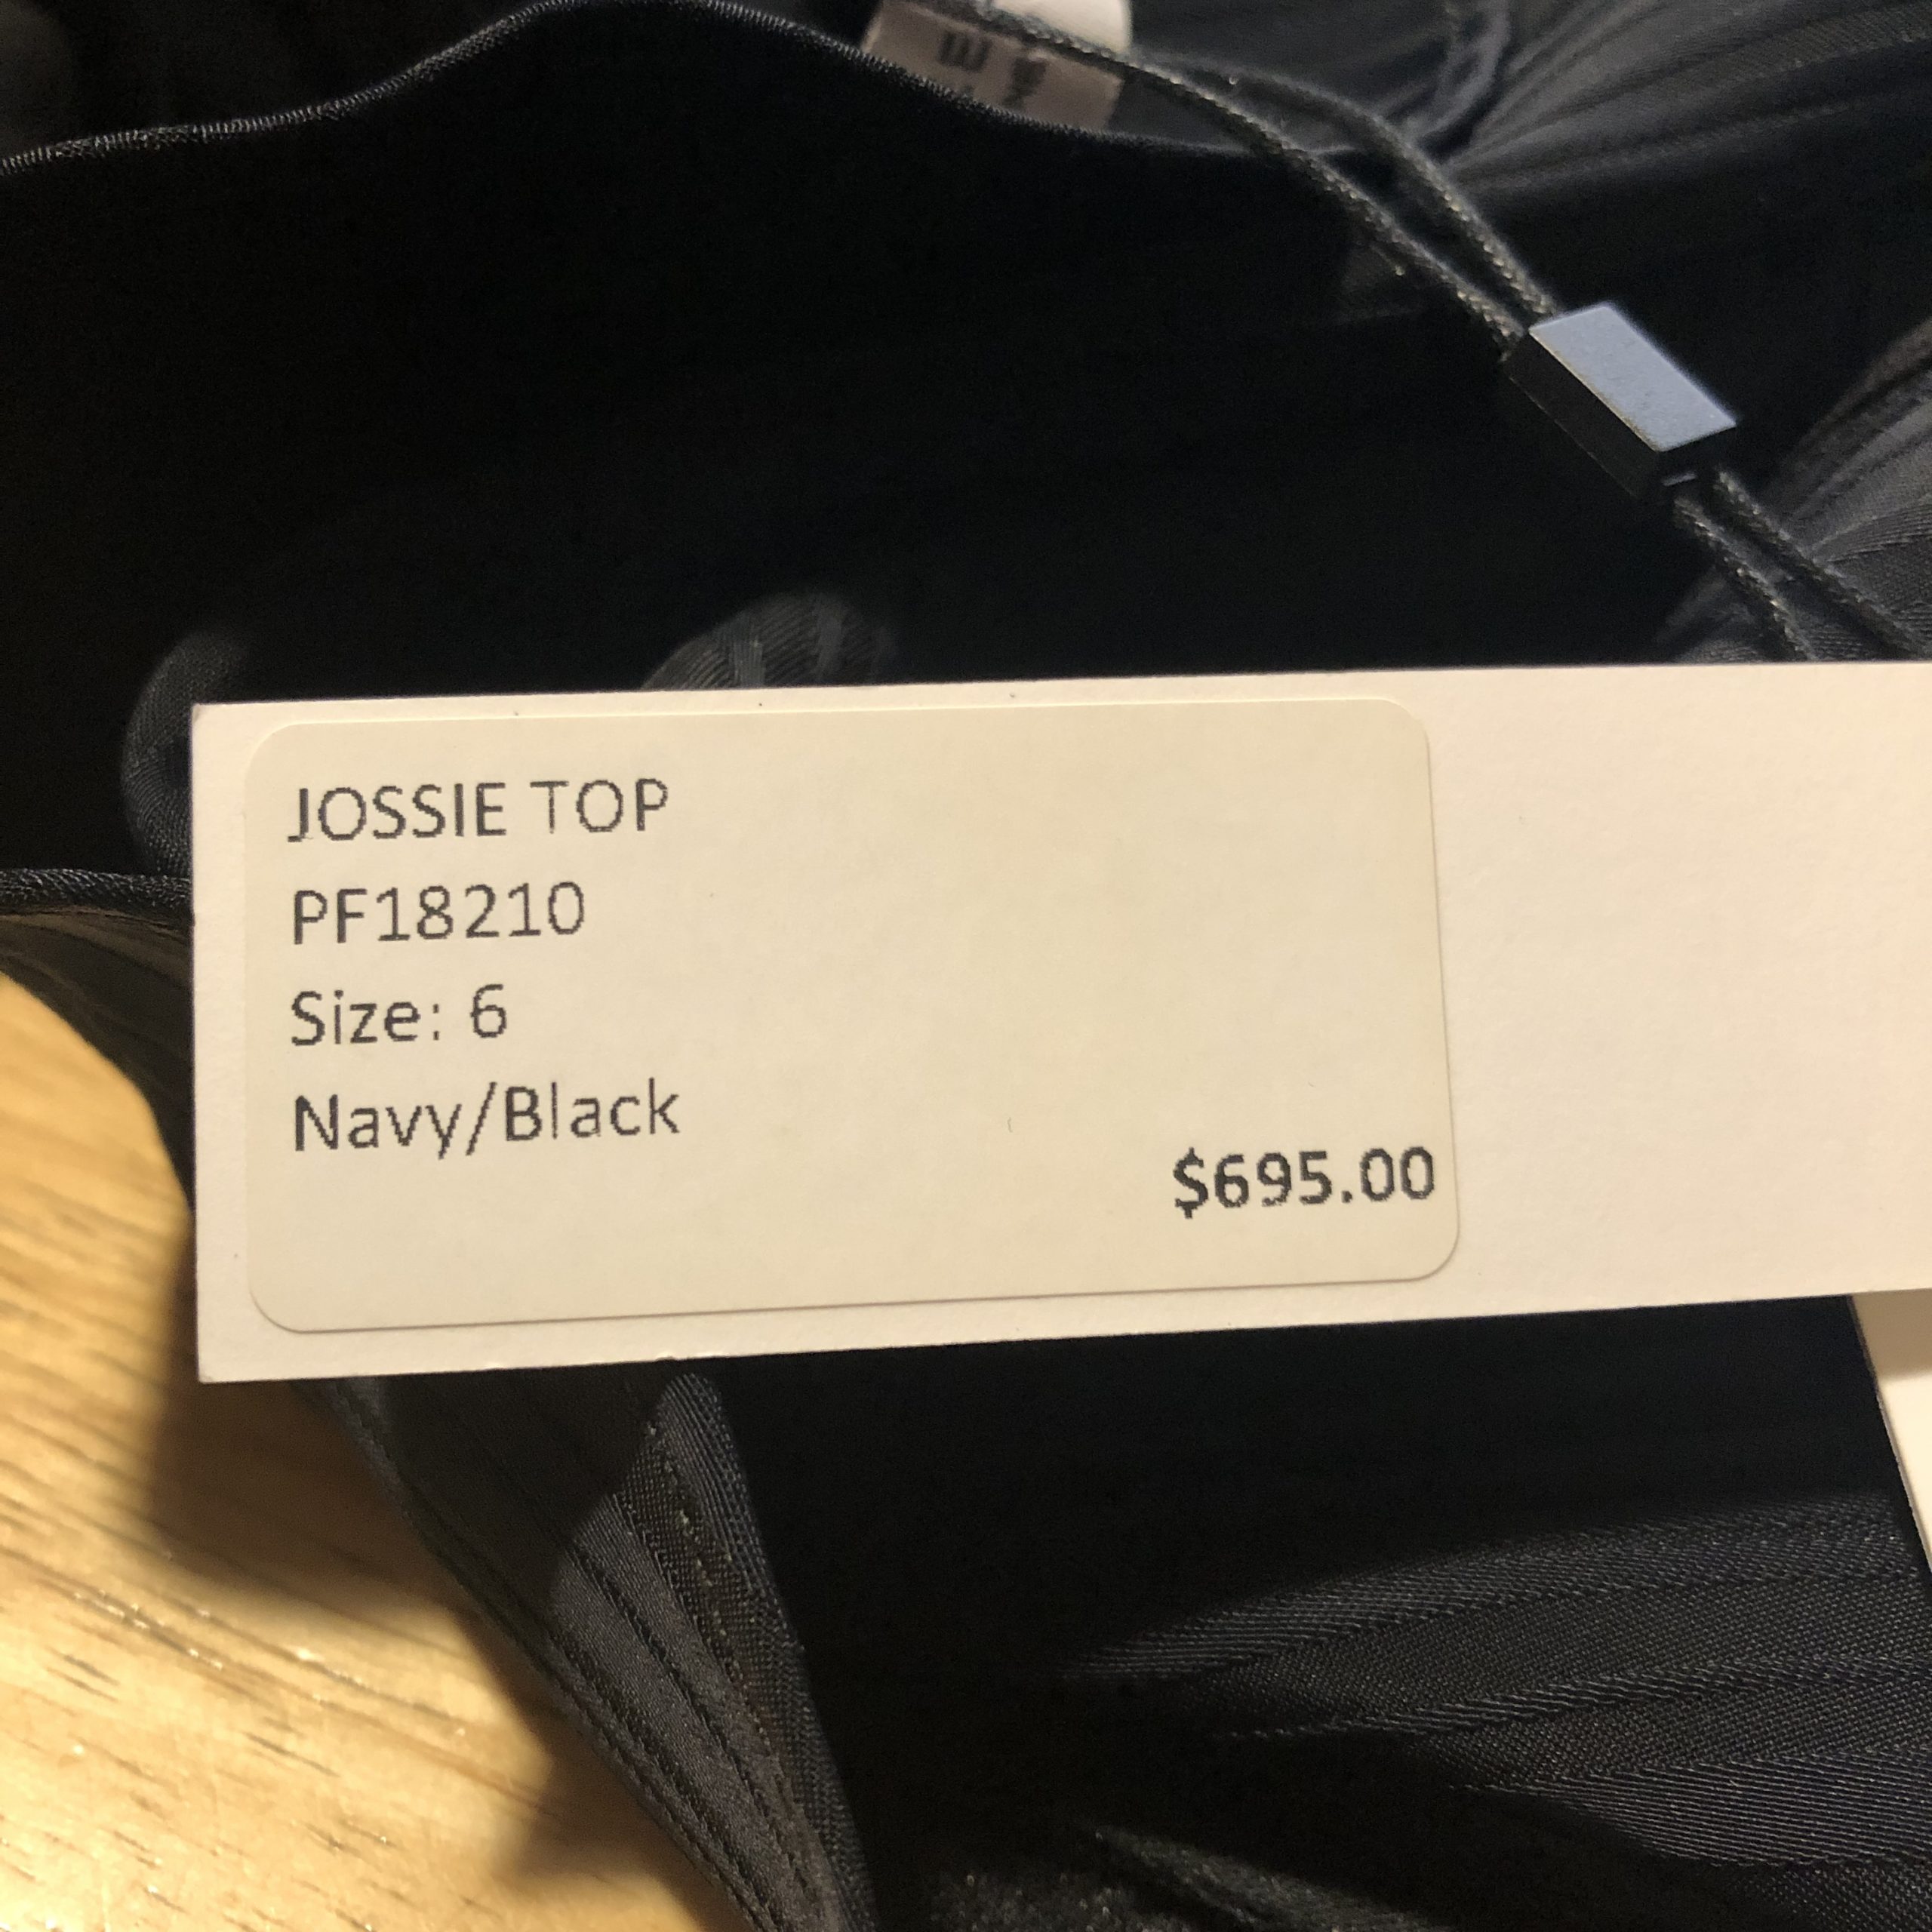 JOSSIE TOP
PF18210
Size: 6
Navy/Black
$695.00